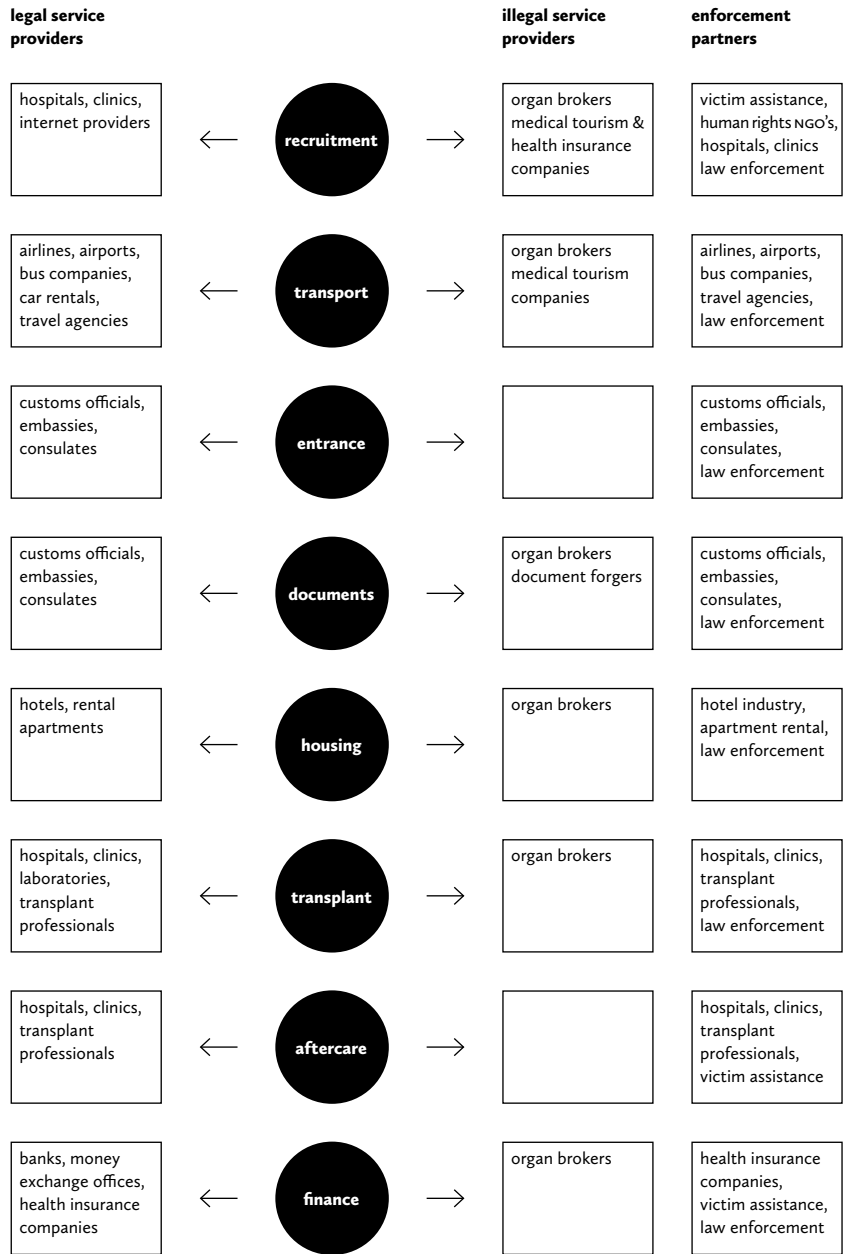 legal service
providers
illegal service
providers
enforcement
partners
hospitals, clinics,
internet providers
recruitment
organ brokers
medical tourism &
health insurance
companies
victim assistance,
human rights NGO's,
hospitals, clinics
law enforcement
airlines, airports,
bus companies,
car rentals,
travel agencies
transport
organ brokers
medical tourism
companies
airlines, airports,
bus companies,
travel agencies,
law enforcement
customs officials,
embassies,
consulates
entrance
customs officials,
embassies,
consulates,
law enforcement
customs officials,
embassies,
consulates
documents
organ brokers
document forgers
customs officials,
embassies,
consulates,
law enforcement
hotels, rental
apartments
housing
organ brokers
hotel industry,
apartment rental,
law enforcement
hospitals, clinics,
laboratories,
transplant
professionals
transplant
organ brokers
hospitals, clinics,
transplant
professionals,
law enforcement
hospitals, clinics,
transplant
professionals
aftercare
hospitals, clinics,
transplant
professionals,
victim assistance
banks, money
exchange offices,
health insurance
companies
finance
organ brokers
health insurance
companies,
victim assistance,
law enforcement